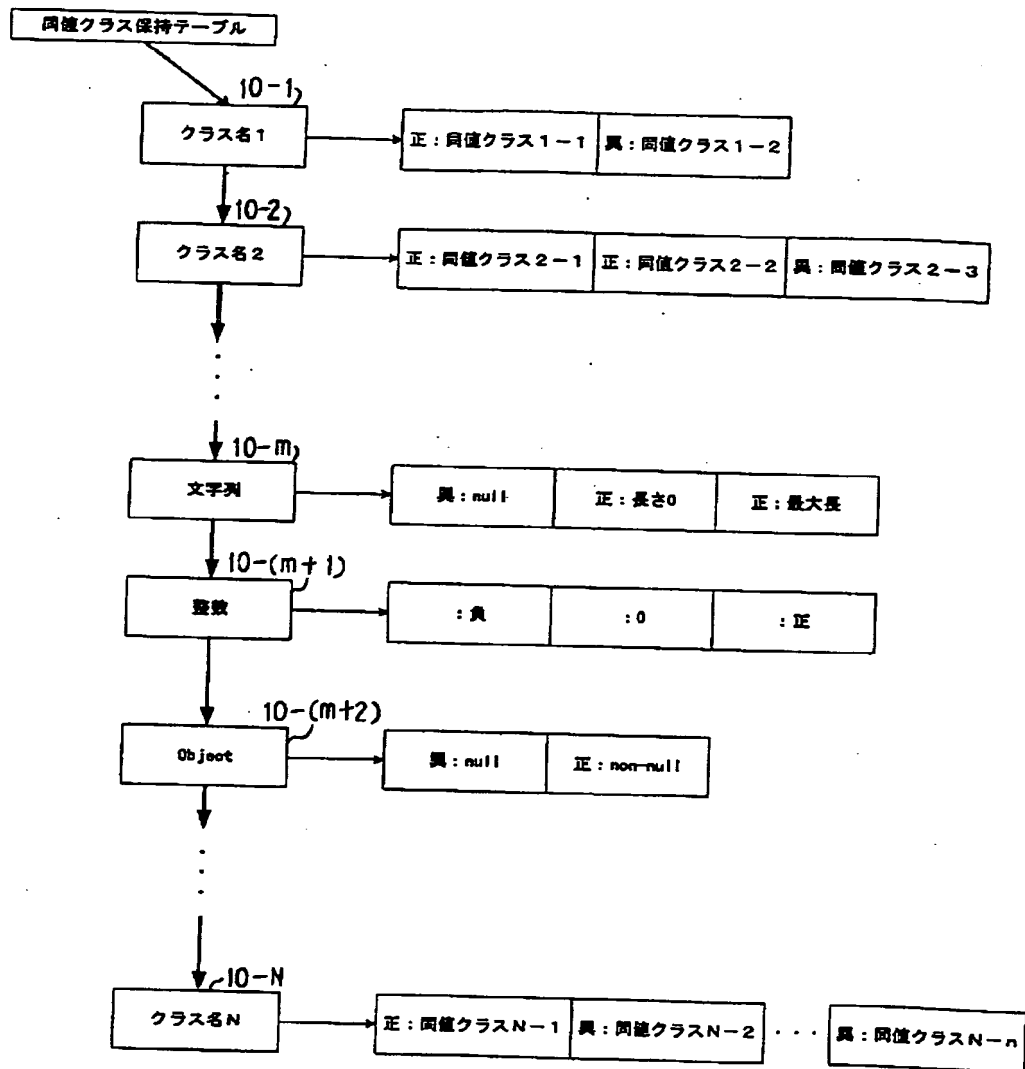 同値クラス保持テーブル
10-1
クラス名1
正：同値クラス1－1
異：同値クラス1－2
10-2
クラス名2
正：同値クラス2－1
正：同値クラス2－2
異：同値クラス2－3
10-m
文字列
異：null
正：長さ0
正：最大長
10-(m+1)
整数
：負
：0
：正
10-(m+2)
Object
異：null
正：non-null
10-N
クラス名N
正：同値クラスN－1
異：同値クラスN－2
・・・
異：同値クラスN－n